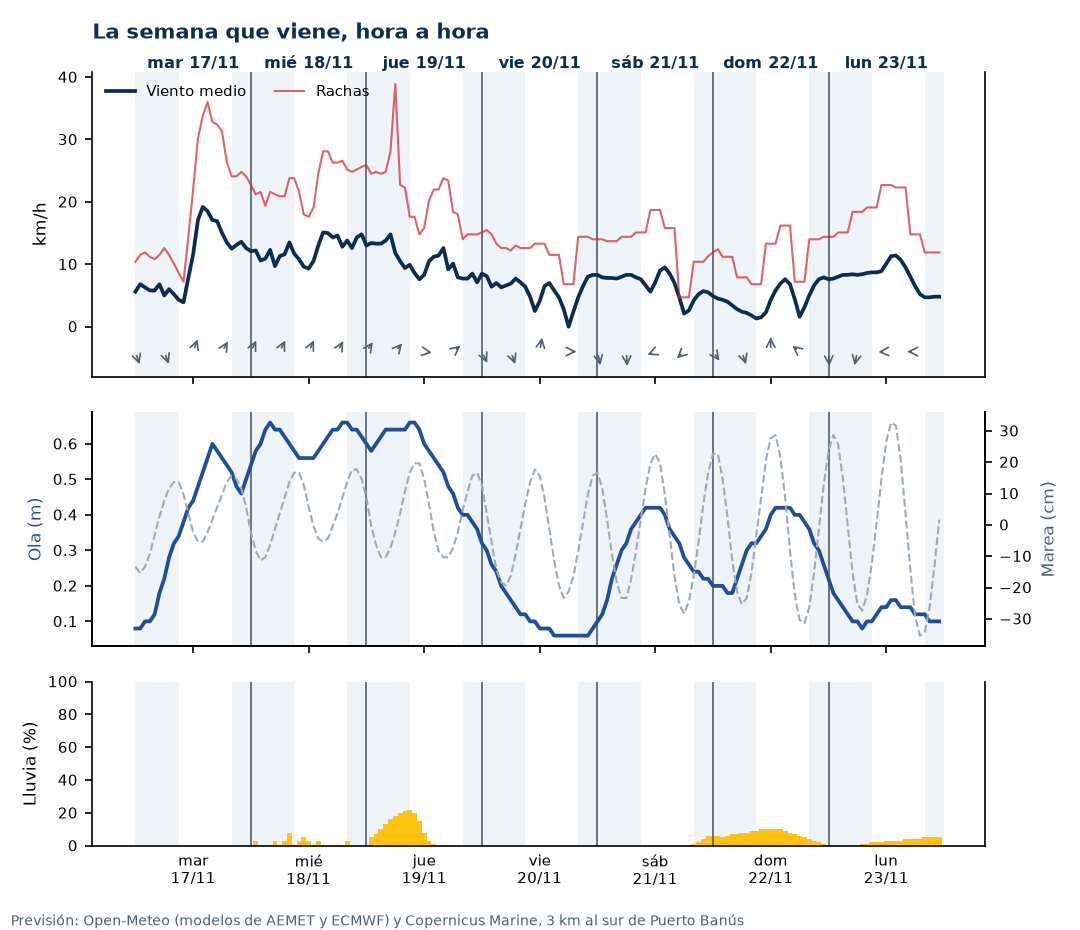 La semana que viene, hora a hora
mar 17/11 mié 18/11 jue 19/11 vie 20/11 sáb 21/11 dom 22/11 lun 23/11
Viento medio Rachas
km/h
40
30
20
10
0
Ola (m)
0.6
0.5
0.4
0.3
0.2
0.1
Marea (cm)
30
20
10
0
−10
−20
−30
Lluvia (%)
100
80
60
40
20
0
mar mié jue vie sáb dom lun
17/11 18/11 19/11 20/11 21/11 22/11 23/11
Previsión: Open-Meteo (modelos de AEMET y ECMWF) y Copernicus Marine, 3 km al sur de Puerto Banús